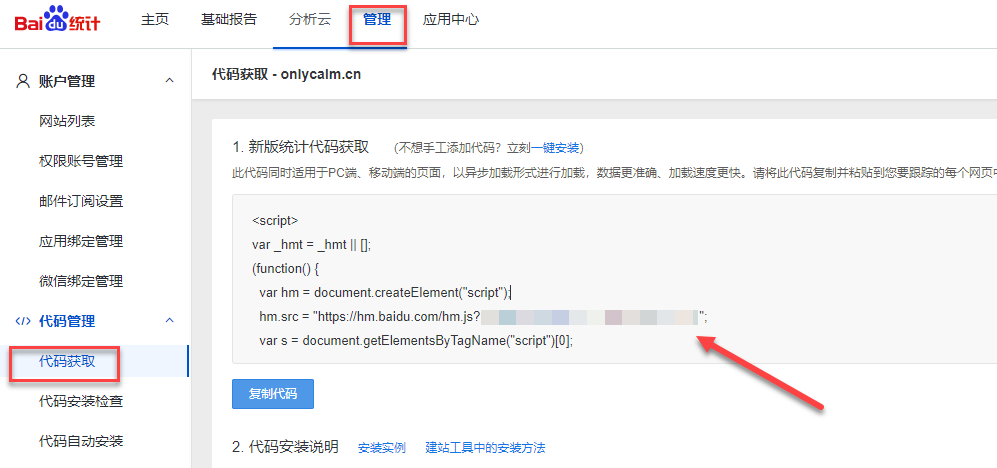 Bai du 统计 主页 基础报告 分析云 管理 应用中心
账户管理
网站列表
权限账号管理
邮件订阅设置
应用绑定管理
微信绑定管理
</> 代码管理
代码获取
代码安装检查
代码自动安装
代码获取 - onlycalm.cn
1. 新版统计代码获取 (不想手工添加代码？立刻一键安装)
此代码同时适用于PC端、移动端的页面，以异步加载形式进行加载，数据更准确、加载速度更快。请将此代码复制并粘贴到您要跟踪的每个网页
<script>
var _hmt = _hmt || [];
(function() {
var hm = document.createElement("script");
hm.src = "https://hm.baidu.com/hm.js?";
var s = document.getElementsByTagName("script")[0];
复制代码
2. 代码安装说明 安装实例 建站工具中的安装方法